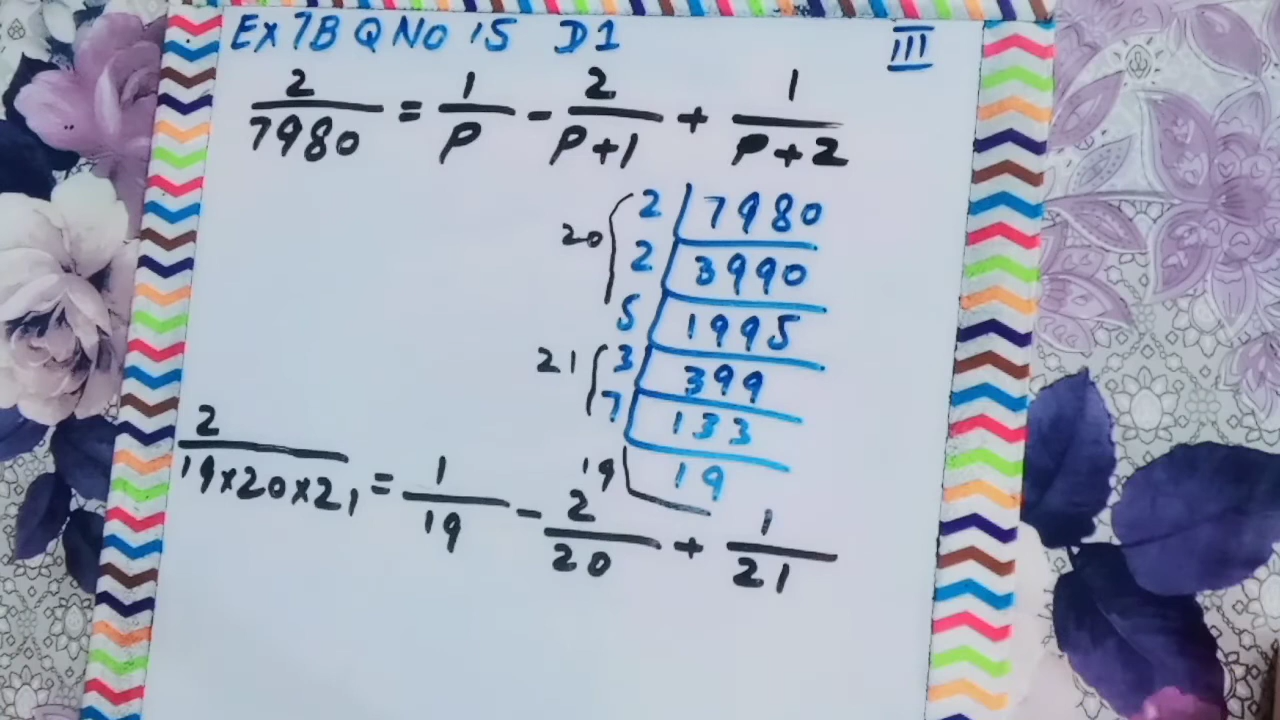 EX 7B Q NO 15 D1 III
2/7980 = 1/P - 2/P+1 + 1/P+2
20 2 7980
2 3990
5 1995
21 3 399
7 133
19 19
2/19×20×21 = 1/19 - 2/20 + 1/21